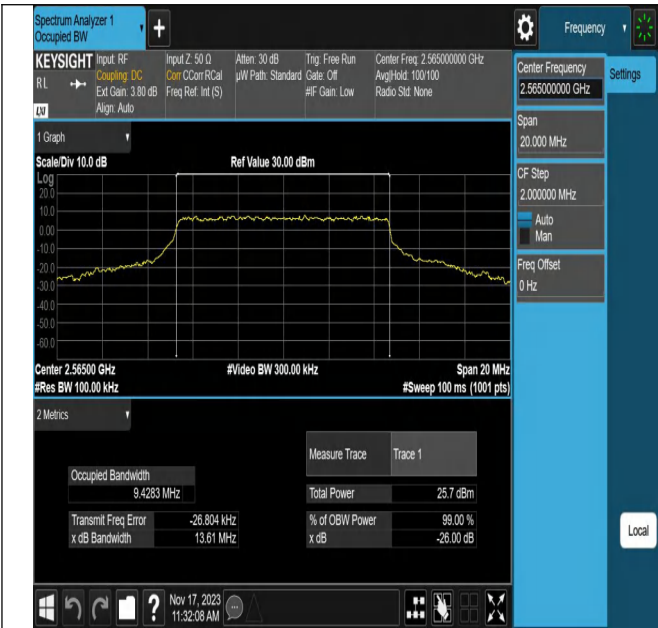 Spectrum Analyzer 1
Occupied BW
Frequency
KEYSIGHT
RL
LXI
Input: RF
Coupling: DC
Ext Gain: 3.80 dB
Align: Auto
Input Z: 50 Ω
Corr CCorr RCal
Freq Ref: Int (S)
Atten: 30 dB
µW Path: Standard
Trig: Free Run
Gate: Off
#IF Gain: Low
Center Freq: 2.565000000 GHz
Avg|Hold: 100/100
Radio Std: None
Center Frequency
2.565000000 GHz
Settings
Span
20.000 MHz
CF Step
2.000000 MHz
Auto
Man
Freq Offset
0 Hz
Local
1 Graph
Scale/Div 10.0 dB
Ref Value 30.00 dBm
Log
20.0
10.0
0.00
-10.0
-20.0
-30.0
-40.0
-50.0
-60.0
Center 2.56500 GHz
#Video BW 300.00 kHz
Span 20 MHz
#Res BW 100.00 kHz
#Sweep 100 ms (1001 pts)
2 Metrics
Measure Trace
Trace 1
Occupied Bandwidth
9.4283 MHz
Total Power
25.7 dBm
Transmit Freq Error
-26.804 kHz
% of OBW Power
99.00 %
x dB Bandwidth
13.61 MHz
x dB
-26.00 dB
?
Nov 17, 2023
11:32:08 AM